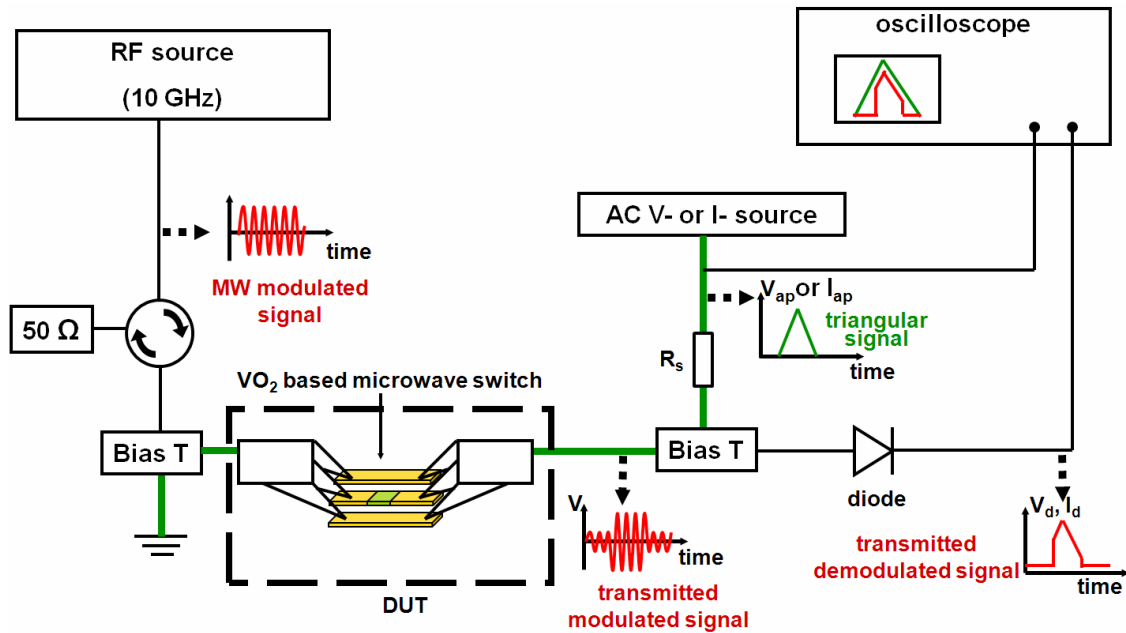 RF source
(10 GHz)
oscilloscope
AC V- or I- source
time
MW modulated
signal
V_ap or I_ap
triangular
signal
time
50 Ω
R_s
VO₂ based microwave switch
Bias T
Bias T
diode
DUT
V
time
transmitted
modulated signal
V_d, I_d
transmitted
demodulated signal
time